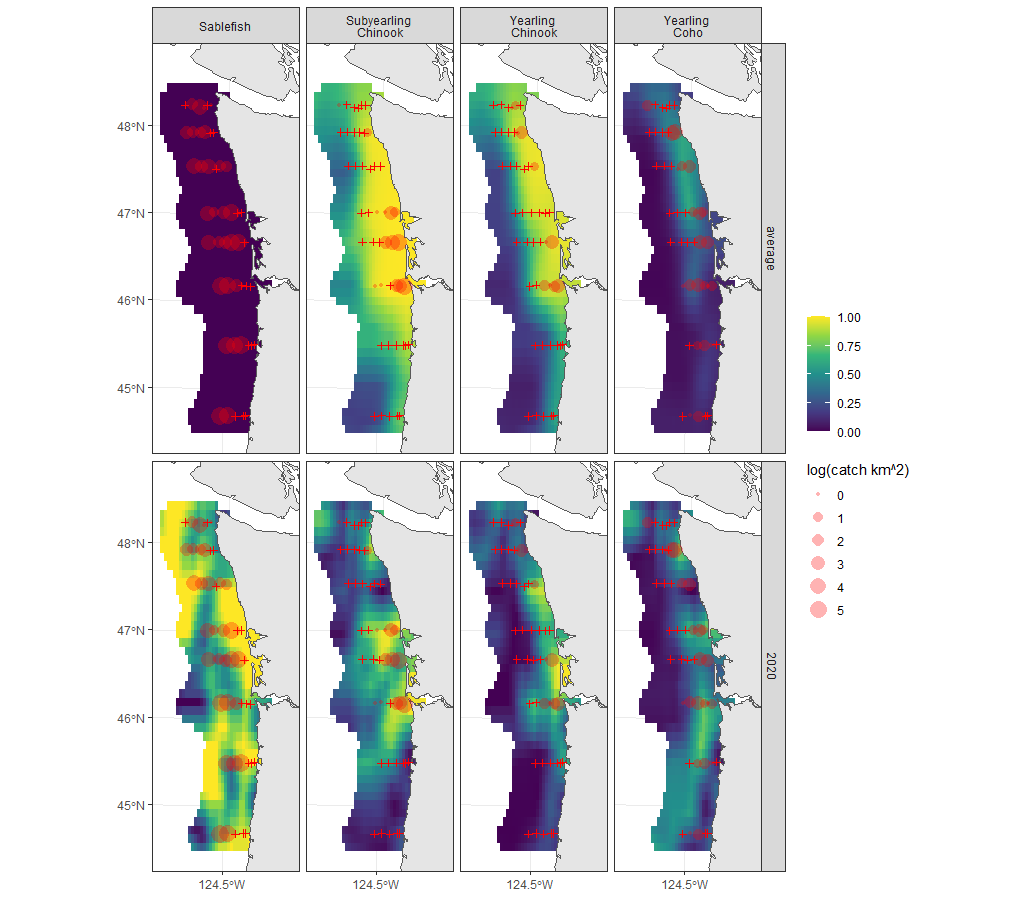 Sablefish
Subyearling
Chinook
Yearling
Chinook
Yearling
Coho
48°N
47°N
46°N
45°N
average
48°N
47°N
46°N
45°N
2020
124.5°W
124.5°W
124.5°W
124.5°W
1.00
0.75
0.50
0.25
0.00
log(catch km^2)
0
1
2
3
4
5